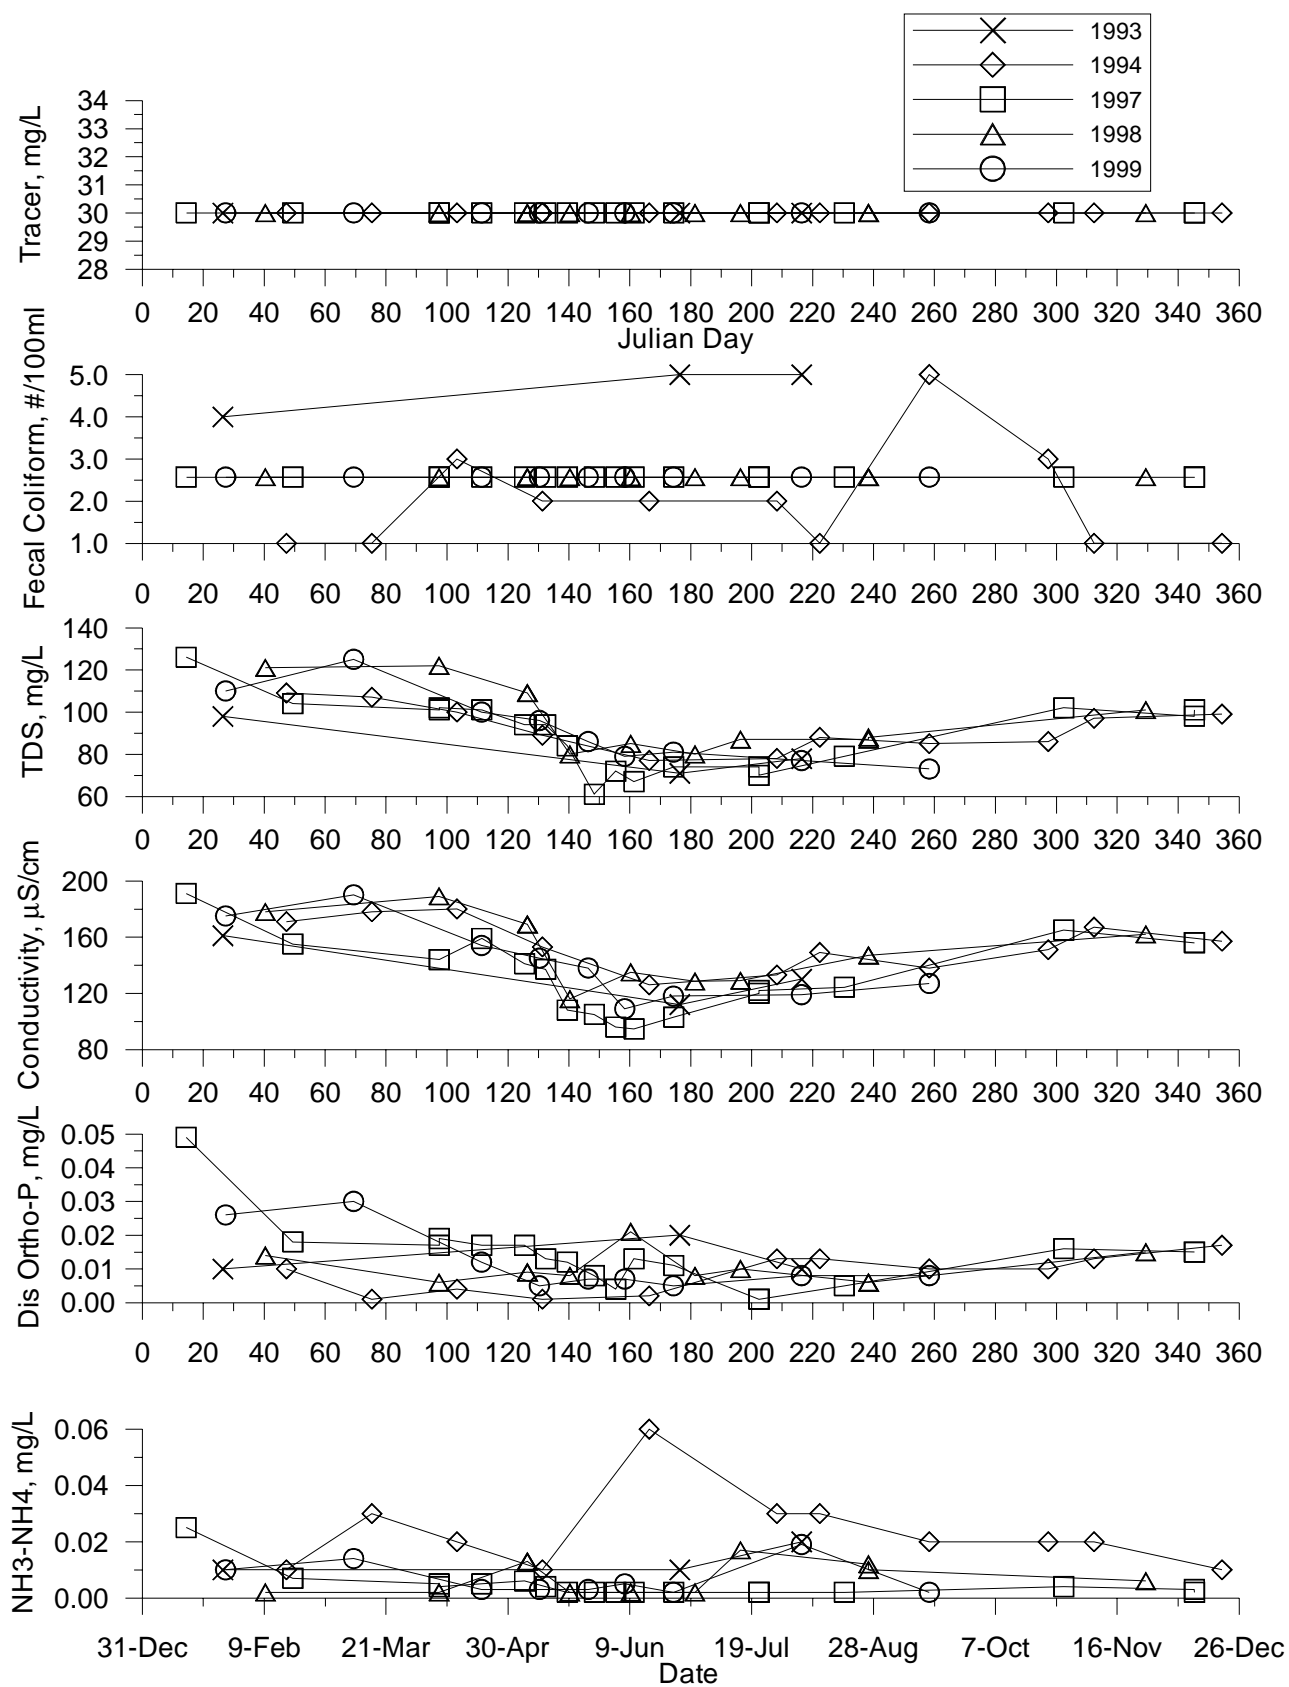 1993
1994
1997
1998
1999
Tracer, mg/L
34
33
32
31
30
29
28
0 20 40 60 80 100 120 140 160 180 200 220 240 260 280 300 320 340 360
Julian Day
Fecal Coliform, #/100ml
5.0
4.0
3.0
2.0
1.0
0 20 40 60 80 100 120 140 160 180 200 220 240 260 280 300 320 340 360
TDS, mg/L
140
120
100
80
60
0 20 40 60 80 100 120 140 160 180 200 220 240 260 280 300 320 340 360
Conductivity, µS/cm
200
160
120
80
0 20 40 60 80 100 120 140 160 180 200 220 240 260 280 300 320 340 360
Dis Ortho-P, mg/L
0.05
0.04
0.03
0.02
0.01
0.00
0 20 40 60 80 100 120 140 160 180 200 220 240 260 280 300 320 340 360
NH3-NH4, mg/L
0.06
0.04
0.02
0.00
31-Dec 9-Feb 21-Mar 30-Apr 9-Jun 19-Jul 28-Aug 7-Oct 16-Nov 26-Dec
Date